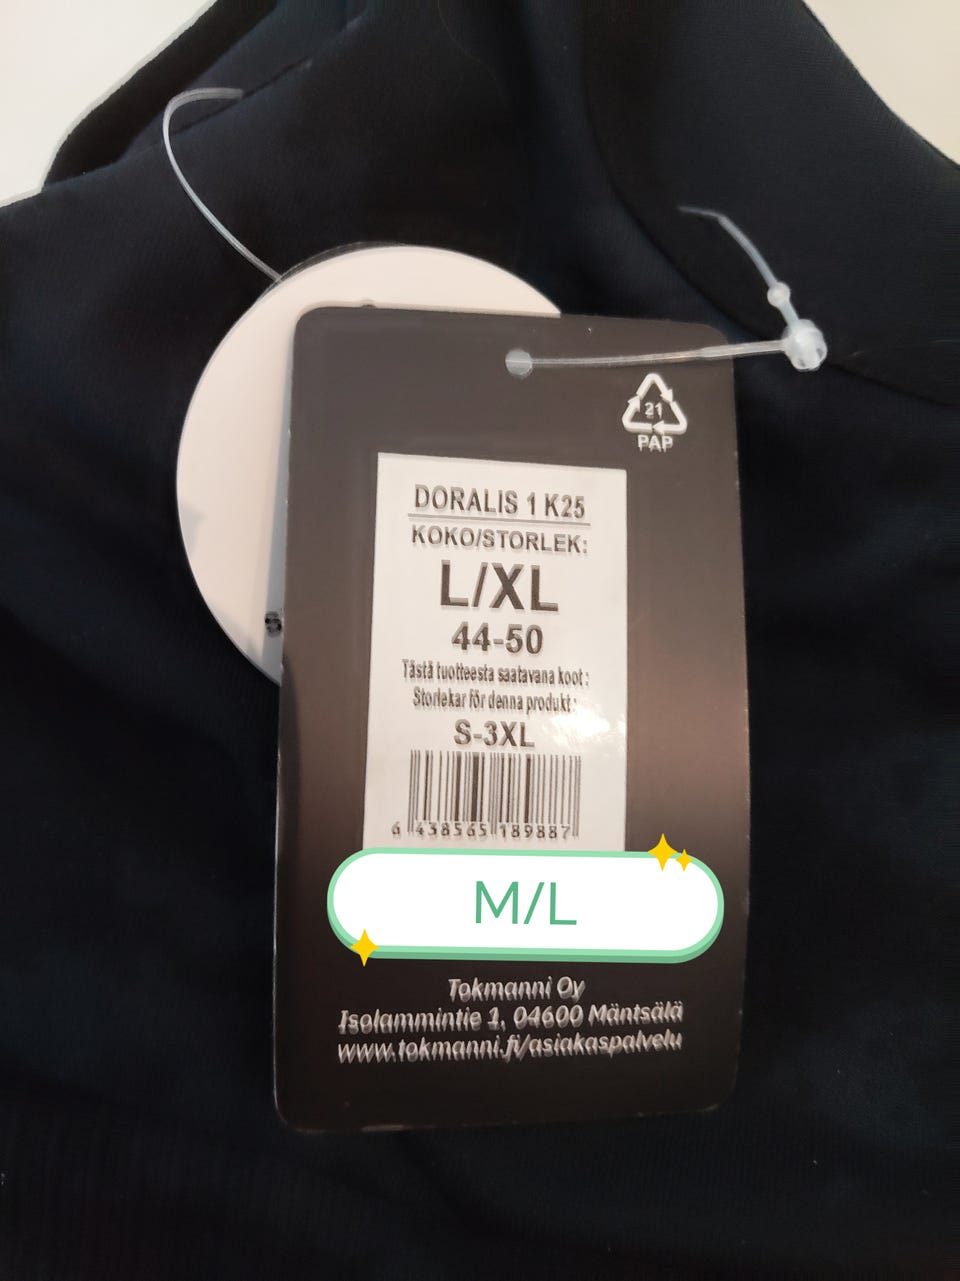 21
PAP
DORALIS 1 K25
KOKO/STORLEK:
L/XL
44-50
Tästä tuotteesta saatavana koot:
Storlekar för denna produkt:
S-3XL
6 438565 189887
M/L
Tokmanni Oy
Isolammintie 1, 04600 Mäntsälä
www.tokmanni.fi/asiakaspalvelu